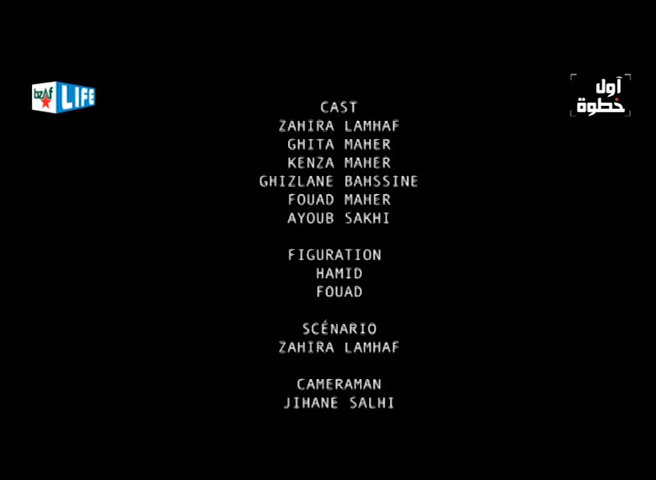 bzaf
LIFE
أول
خطوة
CAST
ZAHIRA LAMHAF
GHITA MAHER
KENZA MAHER
GHIZLANE BAHSSINE
FOUAD MAHER
AYOUB SAKHI
FIGURATION
HAMID
FOUAD
SCÉNARIO
ZAHIRA LAMHAF
CAMERAMAN
JIHANE SALHI